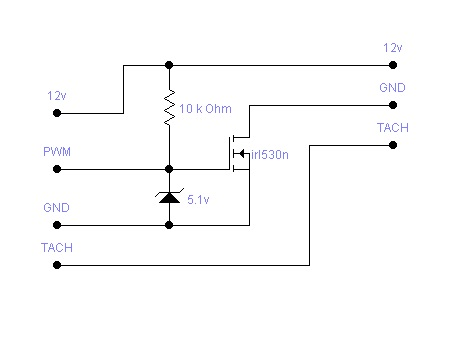 12v
GND
12v
10 k Ohm
TACH
PWM
irl530n
5.1v
GND
TACH